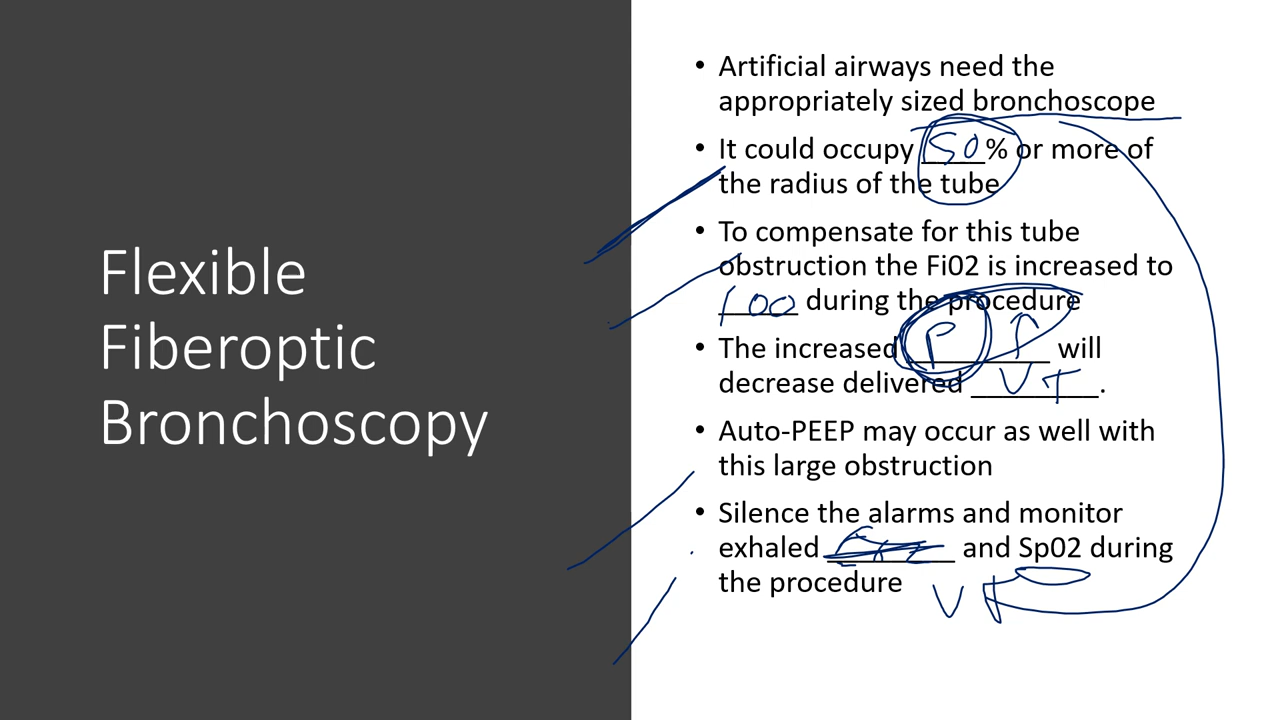 Flexible
Fiberoptic
Bronchoscopy
• Artificial airways need the
appropriately sized bronchoscope
• It could occupy 50% or more of
the radius of the tube
• To compensate for this tube
obstruction the Fi02 is increased to
100 during the procedure
• The increased P ↑ will
decrease delivered VT.
• Auto-PEEP may occur as well with
this large obstruction
• Silence the alarms and monitor
exhaled and Sp02 during
the procedure
VT